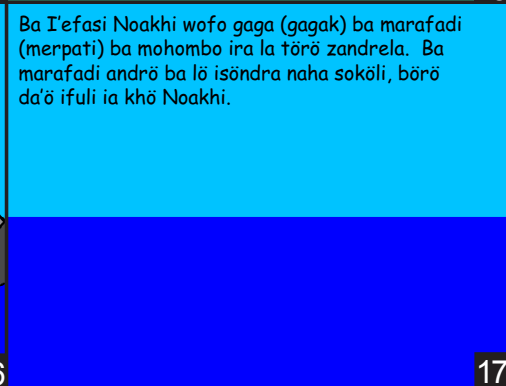 Ba I'efasi Noakhi wofo gaga (gagak) ba marafadi
(merpati) ba mohombo ira la törö zandrela.  Ba
marafadi andrö ba lö isöndra naha soköli, börö
da'ö ifuli ia khö Noakhi.
17